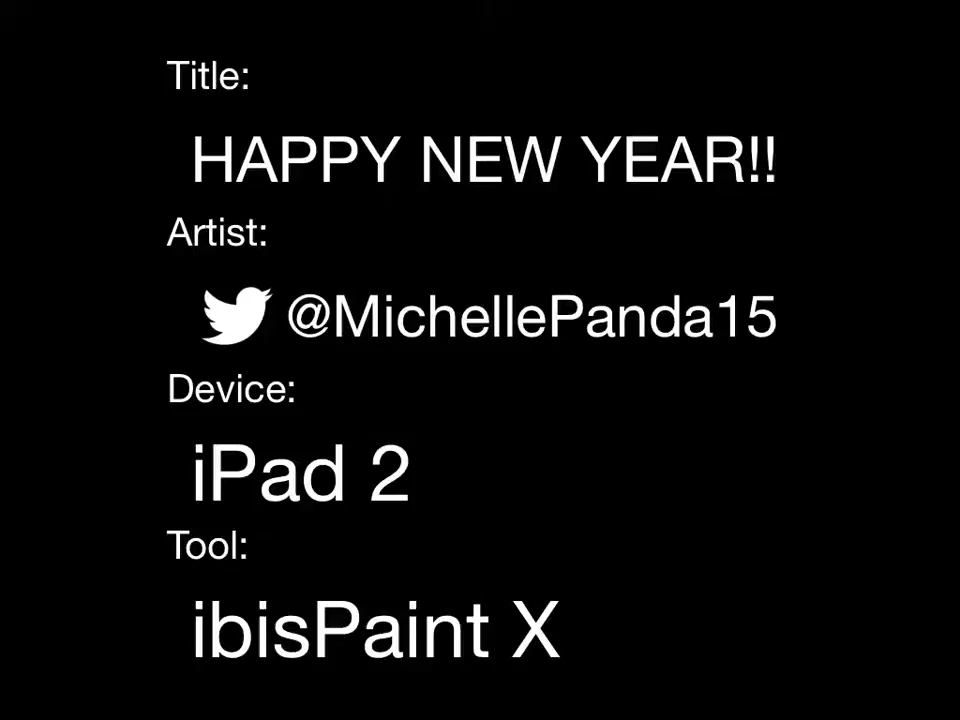 Title:
HAPPY NEW YEAR!!
Artist:
@MichellePanda15
Device:
iPad 2
Tool:
ibisPaint X